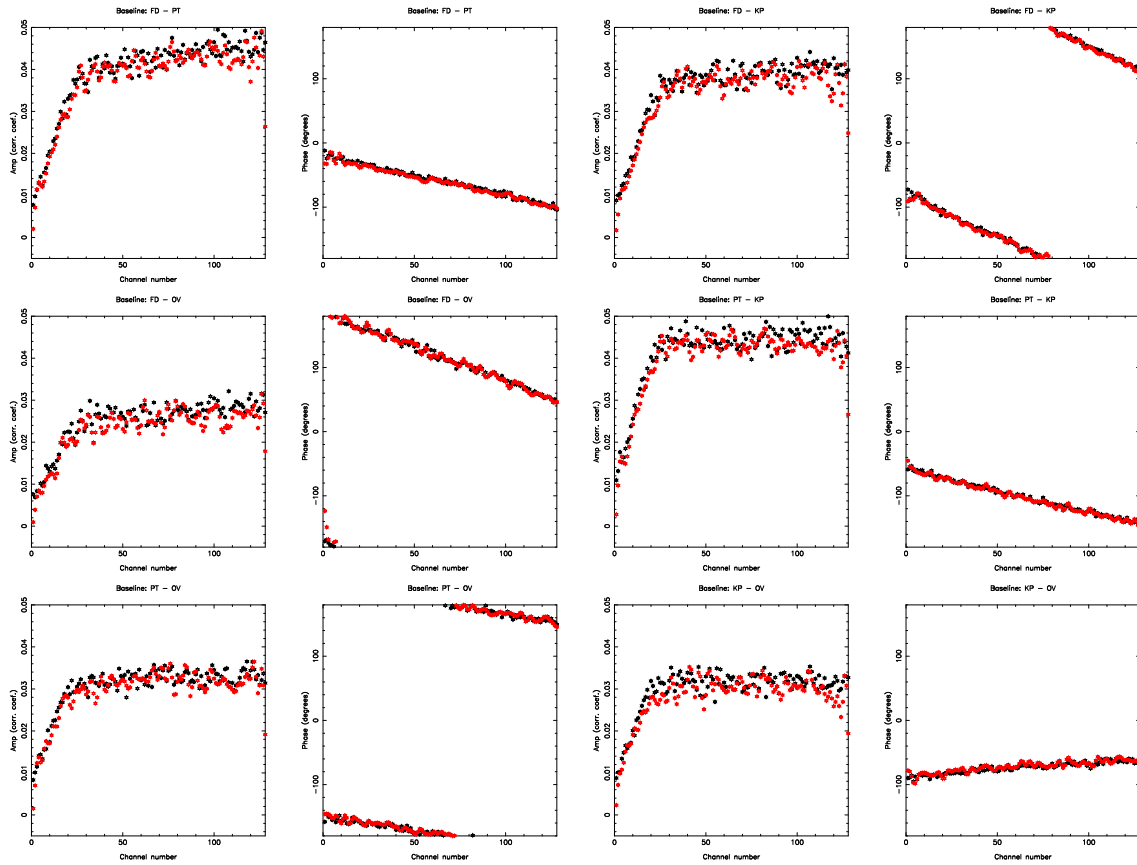 Baseline: FD – PT
Baseline: FD – PT
Baseline: FD – KP
Baseline: FD – KP
Amp (corr. coef.)
0 0.01 0.02 0.03 0.04 0.05
Phase (degrees)
−100 0 100
Amp (corr. coef.)
0 0.01 0.02 0.03 0.04 0.05
Phase (degrees)
−100 0 100
0 50 100
0 50 100
0 50 100
0 50 100
Channel number
Channel number
Channel number
Channel number
Baseline: FD – OV
Baseline: FD – OV
Baseline: PT – KP
Baseline: PT – KP
Amp (corr. coef.)
0 0.01 0.02 0.03 0.04 0.05
Phase (degrees)
−100 0 100
Amp (corr. coef.)
0 0.01 0.02 0.03 0.04 0.05
Phase (degrees)
−100 0 100
0 50 100
0 50 100
0 50 100
0 50 100
Channel number
Channel number
Channel number
Channel number
Baseline: PT – OV
Baseline: PT – OV
Baseline: KP – OV
Baseline: KP – OV
Amp (corr. coef.)
0 0.01 0.02 0.03 0.04 0.05
Phase (degrees)
−100 0 100
Amp (corr. coef.)
0 0.01 0.02 0.03 0.04 0.05
Phase (degrees)
−100 0 100
0 50 100
0 50 100
0 50 100
0 50 100
Channel number
Channel number
Channel number
Channel number